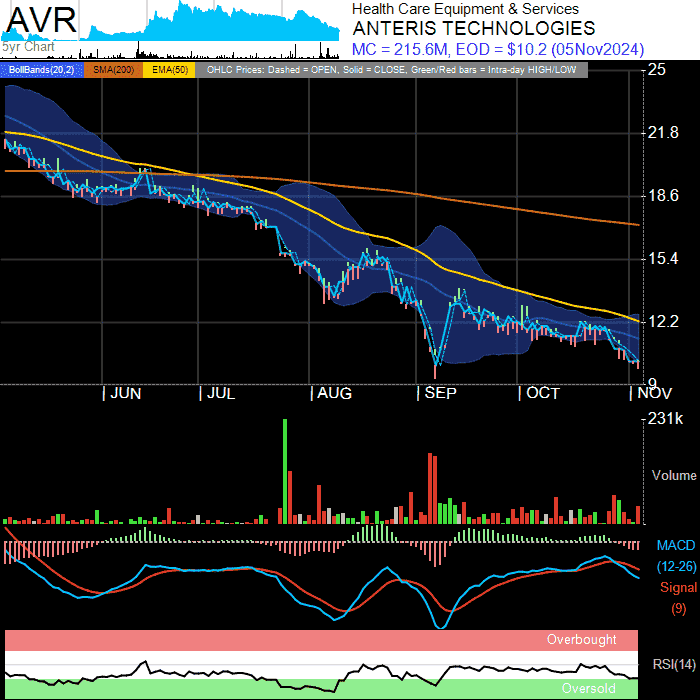 AVR
5yr Chart
Health Care Equipment & Services
ANTERIS TECHNOLOGIES
MC = 215.6M, EOD = $10.2 (05Nov2024)
BollBands(20,2) SMA(200) EMA(50) OHLC Prices: Dashed = OPEN, Solid = CLOSE, Green/Red bars = Intra-day HIGH/LOW
25
21.8
18.6
15.4
12.2
9
JUN JUL AUG SEP OCT NOV
231k
Volume
MACD
(12-26)
Signal
(9)
Overbought
RSI(14)
Oversold